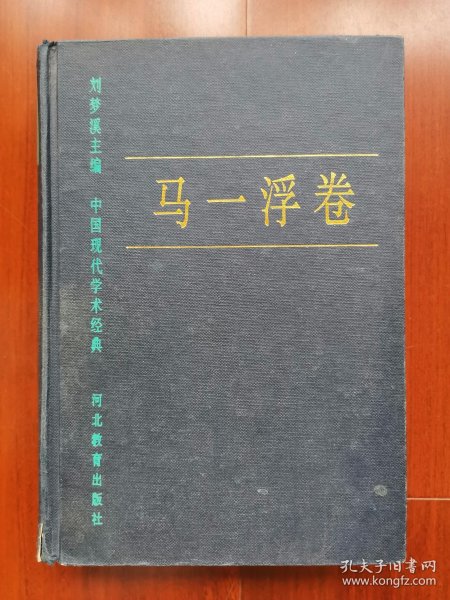 马一浮卷
刘梦溪主编 中国现代学术经典 河北教育出版社
孔夫子旧书网
www.kongfz.com